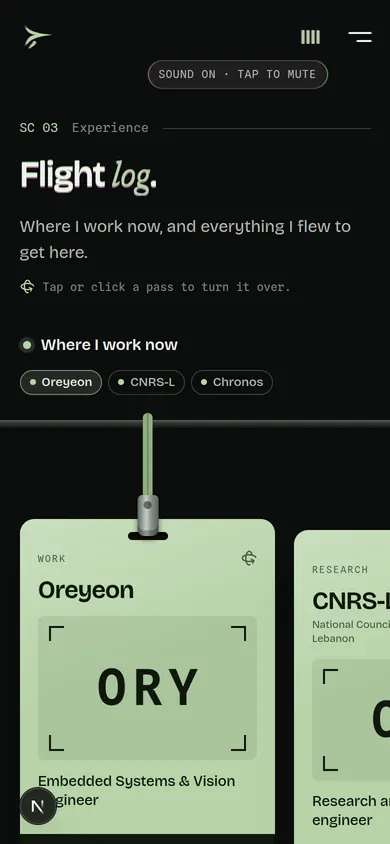 SOUND ON · TAP TO MUTE
SC 03 Experience
Flight log.
Where I work now, and everything I flew to
get here.
Tap or click a pass to turn it over.
Where I work now
Oreyeon
CNRS-L
Chronos
WORK
Oreyeon
ORY
Embedded Systems & Vision
gineer
N
RESEARCH
CNRS-L
National Counci
Lebanon
Research a
engineer